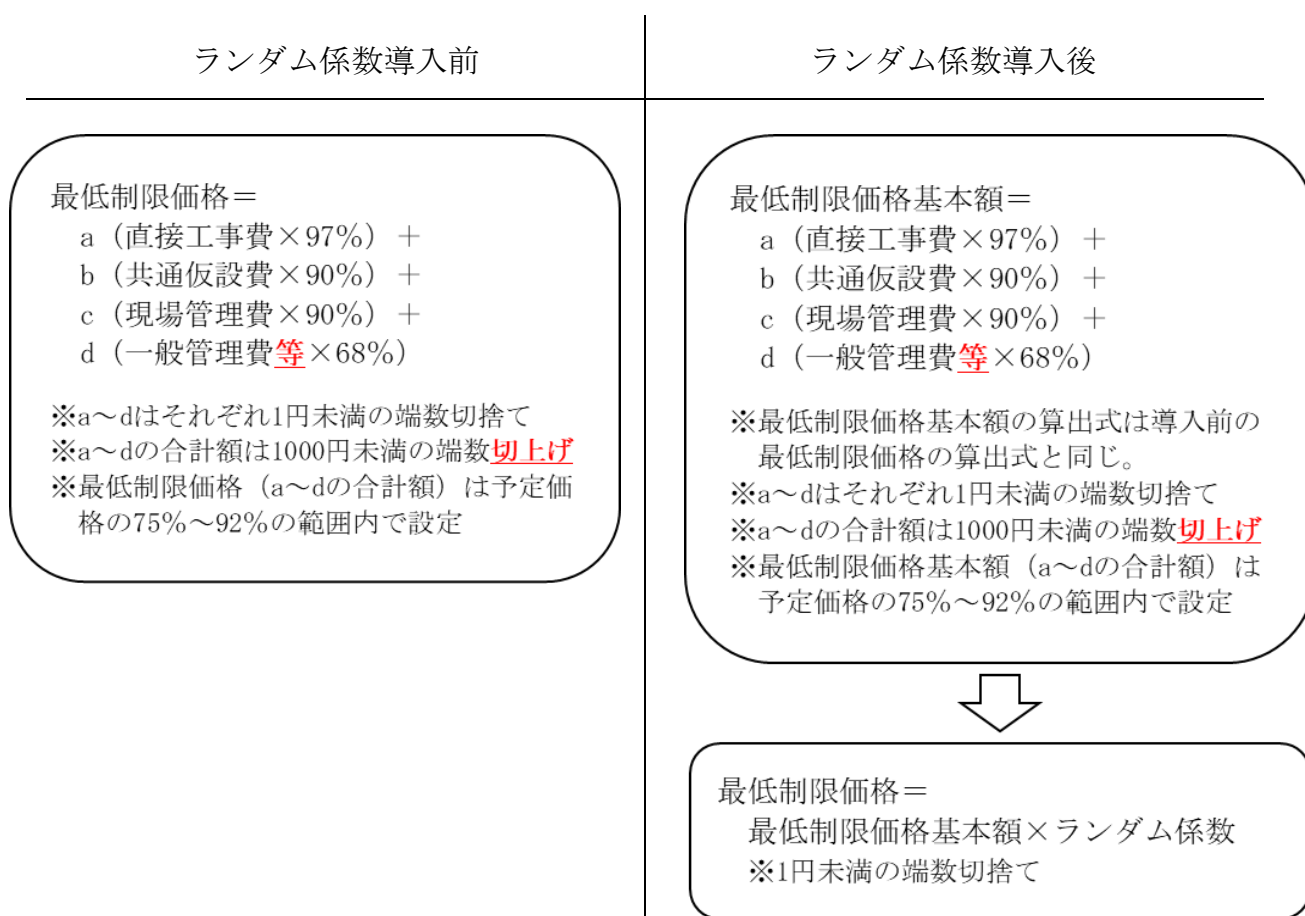 ランダム係数導入前
最低制限価格＝
a（直接工事費×97%）＋
b（共通仮設費×90%）＋
c（現場管理費×90%）＋
d（一般管理費等×68%）
※a～dはそれぞれ1円未満の端数切捨て
※a～dの合計額は1000円未満の端数切上げ
※最低制限価格（a～dの合計額）は予定価
格の75%～92%の範囲内で設定
ランダム係数導入後
最低制限価格基本額＝
a（直接工事費×97%）＋
b（共通仮設費×90%）＋
c（現場管理費×90%）＋
d（一般管理費等×68%）
※最低制限価格基本額の算出式は導入前の
最低制限価格の算出式と同じ。
※a～dはそれぞれ1円未満の端数切捨て
※a～dの合計額は1000円未満の端数切上げ
※最低制限価格基本額（a～dの合計額）は
予定価格の75%～92%の範囲内で設定
最低制限価格＝
最低制限価格基本額×ランダム係数
※1円未満の端数切捨て